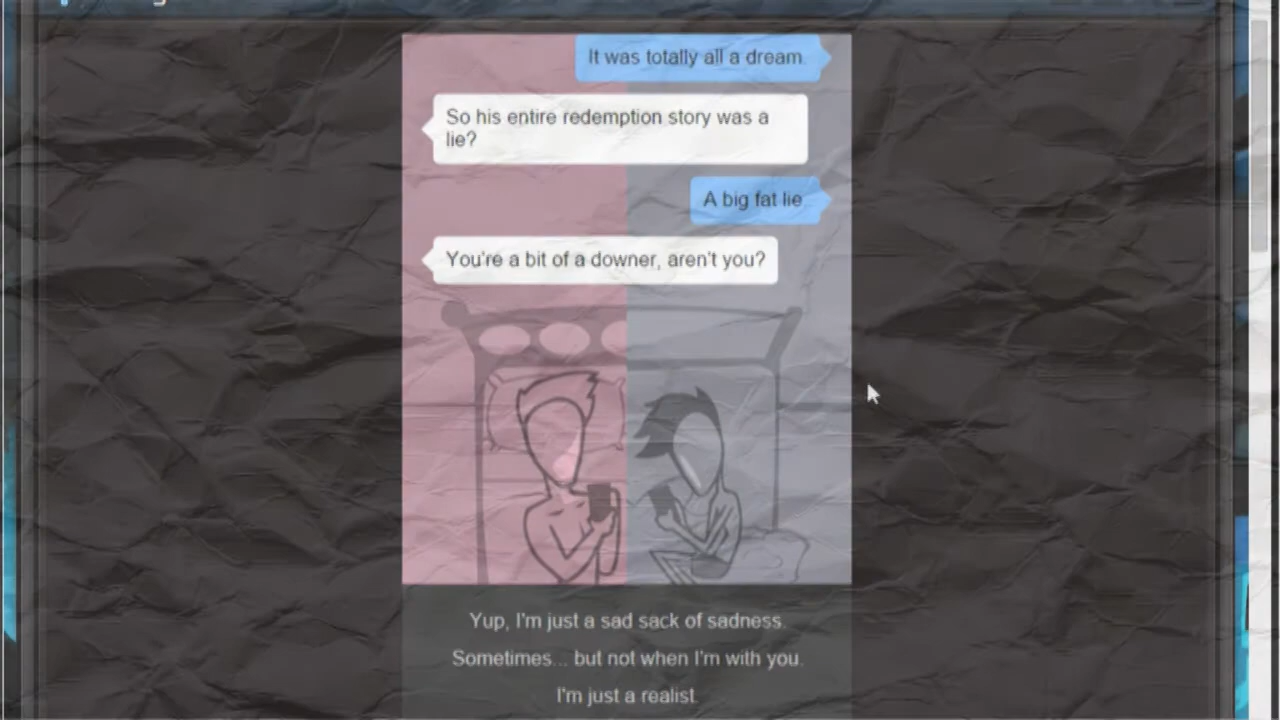 It was totally all a dream.
So his entire redemption story was a
lie?
A big fat lie
You're a bit of a downer, aren't you?
Yup, I'm just a sad sack of sadness.
Sometimes... but not when I'm with you.
I'm just a realist.